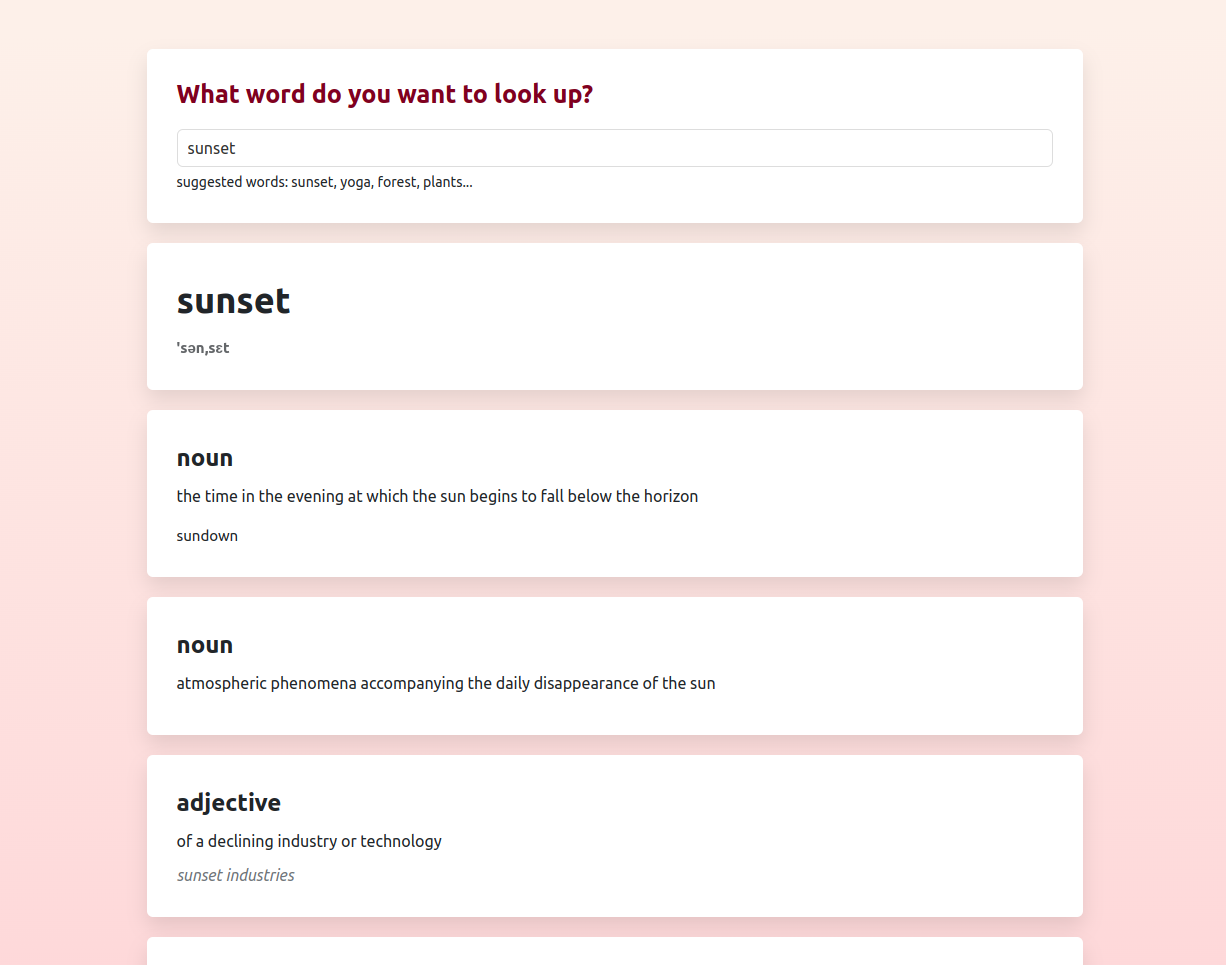 What word do you want to look up?
sunset
suggested words: sunset, yoga, forest, plants...
sunset
'sən,sɛt
noun
the time in the evening at which the sun begins to fall below the horizon
sundown
noun
atmospheric phenomena accompanying the daily disappearance of the sun
adjective
of a declining industry or technology
sunset industries